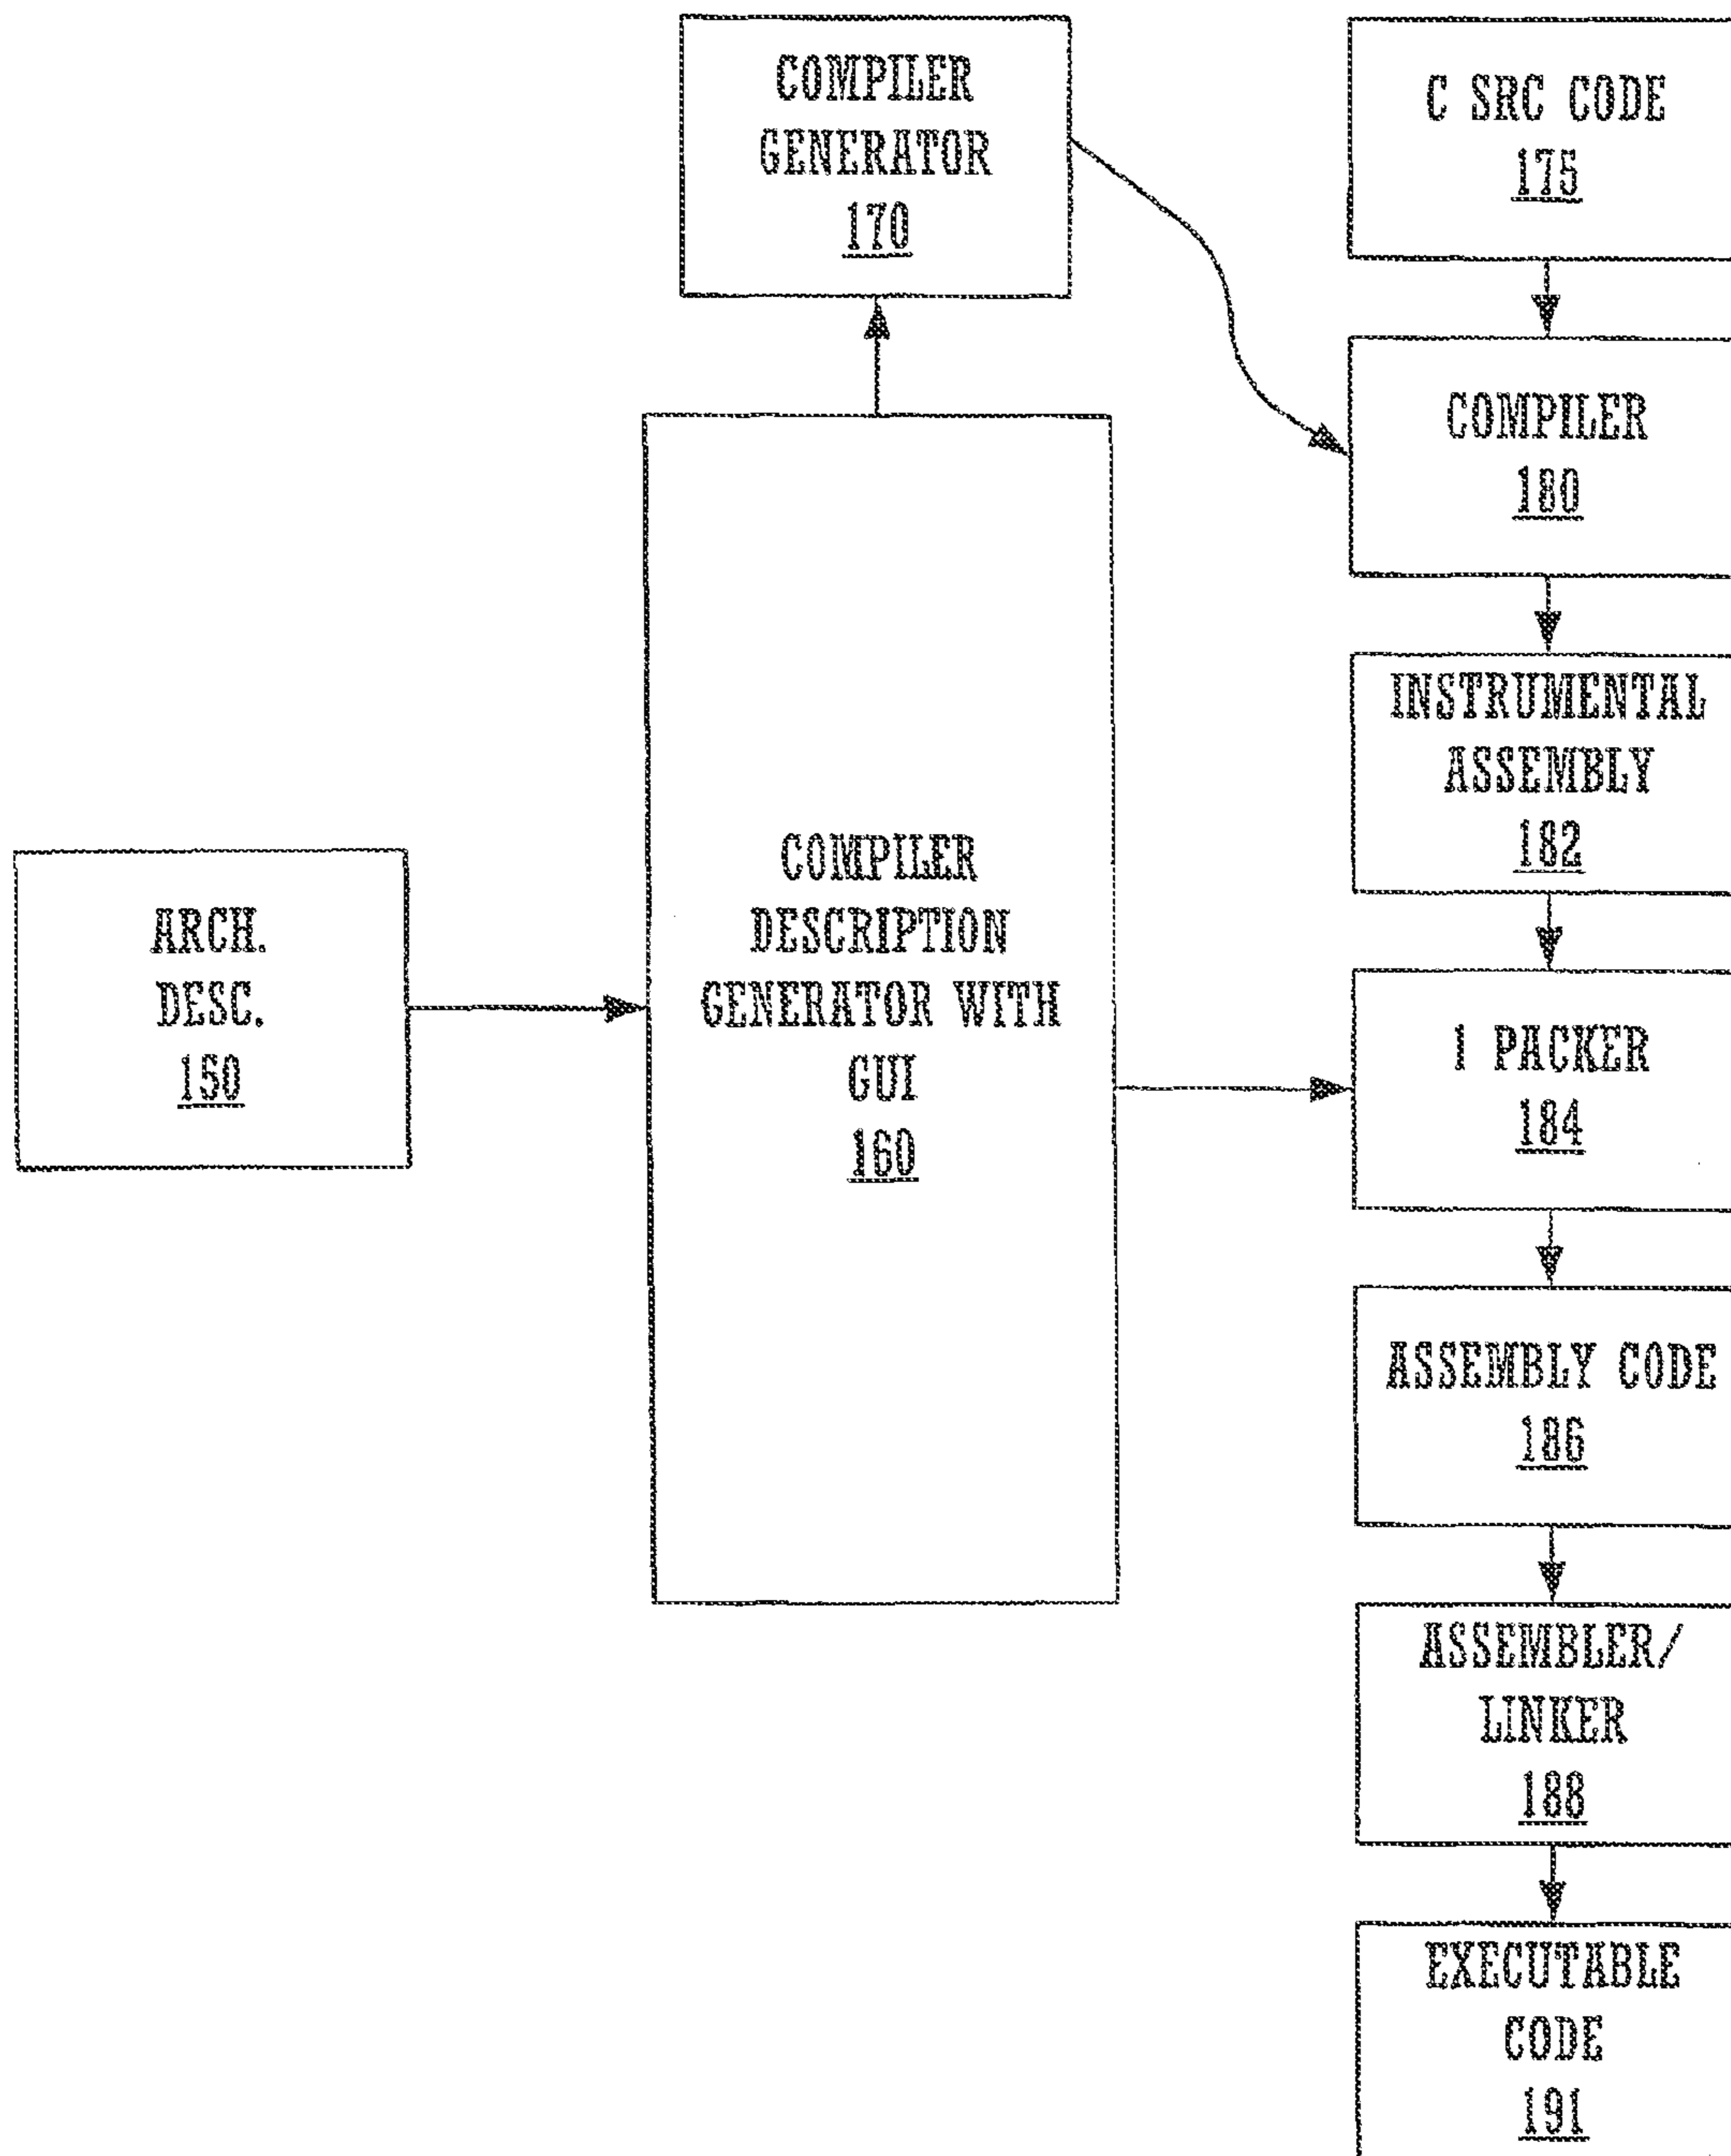 COMPILER
GENERATOR
170
C SRC CODE
175
COMPILER
180
INSTRUMENTAL
ASSEMBLY
182
ARCH.
DESC.
150
COMPILER
DESCRIPTION
GENERATOR WITH
GUI
160
I PACKER
184
ASSEMBLY CODE
186
ASSEMBLER/
LINKER
188
EXECUTABLE
CODE
191